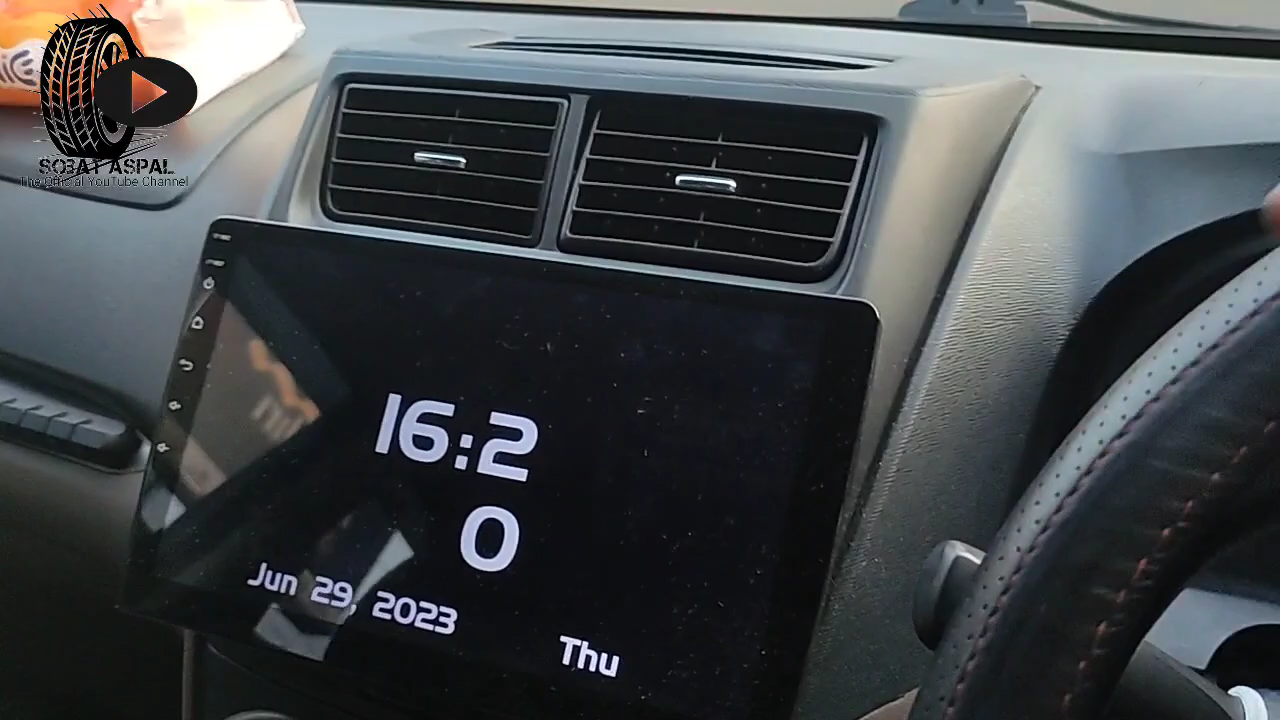 SOBAT ASPAL
The Official YouTube Channel
16:2
0
Jun 29, 2023
Thu